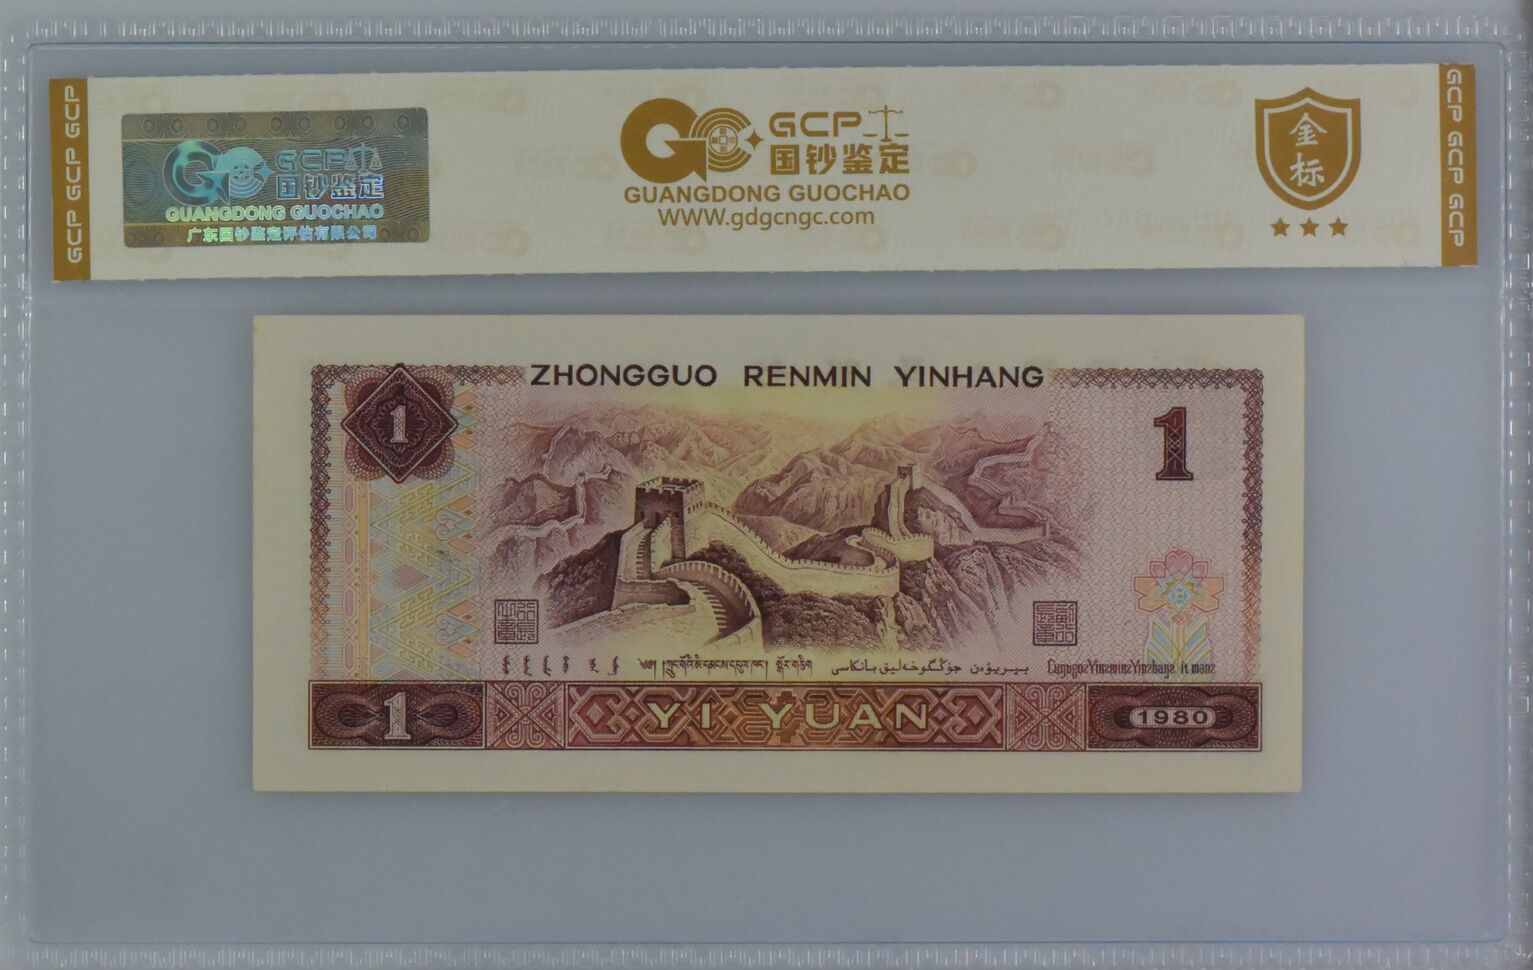 GCP GCP GCP
GCP
国钞鉴定
GUANGDONG GUOCHAO
广东国钞鉴定评估有限公司
GCP
国钞鉴定
GUANGDONG GUOCHAO
WWW.gdgcngc.com
金
标
GCP GCP GCP
ZHONGGUO RENMIN YINHANG
1
1
1
YI YUAN
1980